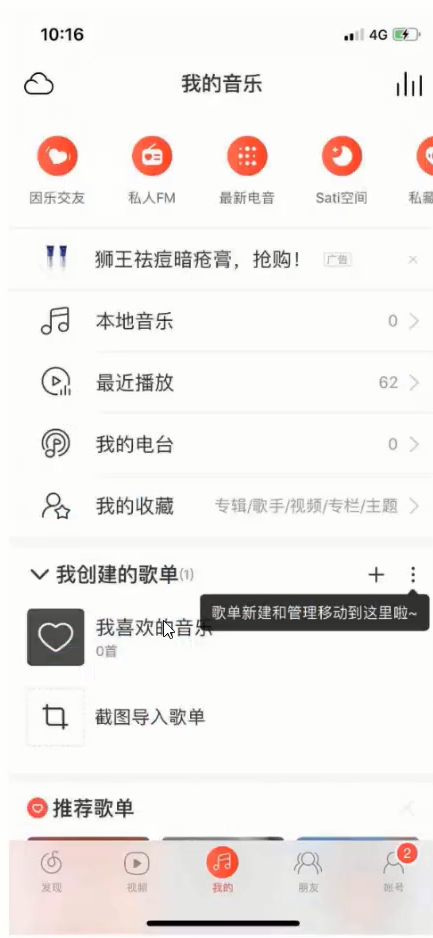 10:16
4G
我的音乐
因乐交友
私人FM
最新电音
Sati空间
私藏
狮王祛痘暗疮膏，抢购！
广告
本地音乐
0
最近播放
62
我的电台
0
我的收藏
专辑/歌手/视频/专栏/主题
我创建的歌单(1)
歌单新建和管理移动到这里啦~
我喜欢的音乐
0首
截图导入歌单
推荐歌单
发现
视频
我的
朋友
帐号
2